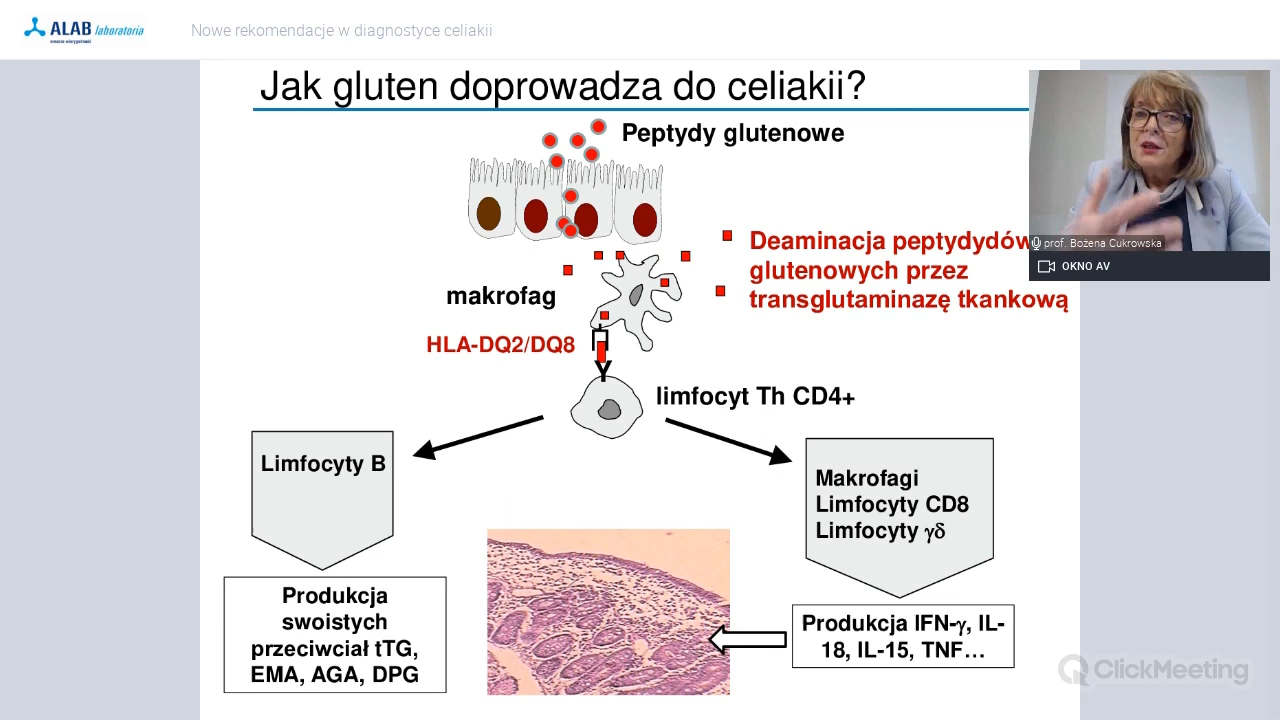 ALAB laboratoria
Nowe rekomendacje w diagnostyce celiakii
Jak gluten doprowadza do celiakii?
Peptydy glutenowe
prof. Bożena Cukrowska
OKNO AV
Deaminacja peptydydów
glutenowych przez
transglutaminazę tkankową
makrofag
HLA-DQ2/DQ8
limfocyt Th CD4+
Limfocyty B
Makrofagi
Limfocyty CD8
Limfocyty γδ
Produkcja
swoistych
przeciwciał tTG,
EMA, AGA, DPG
Produkcja IFN-γ, IL-
18, IL-15, TNF…
ClickMeeting